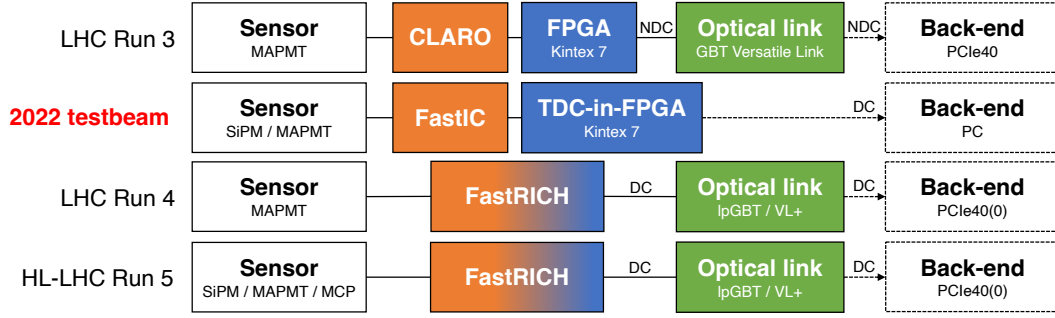 LHC Run 3
Sensor
MAPMT
CLARO
FPGA
Kintex 7
NDC
Optical link
GBT Versatile Link
NDC
Back-end
PCIe40
2022 testbeam
Sensor
SiPM / MAPMT
FastIC
TDC-in-FPGA
Kintex 7
DC
Back-end
PC
LHC Run 4
Sensor
MAPMT
FastRICH
DC
Optical link
lpGBT / VL+
DC
Back-end
PCIe40(0)
HL-LHC Run 5
Sensor
SiPM / MAPMT / MCP
FastRICH
DC
Optical link
lpGBT / VL+
DC
Back-end
PCIe40(0)